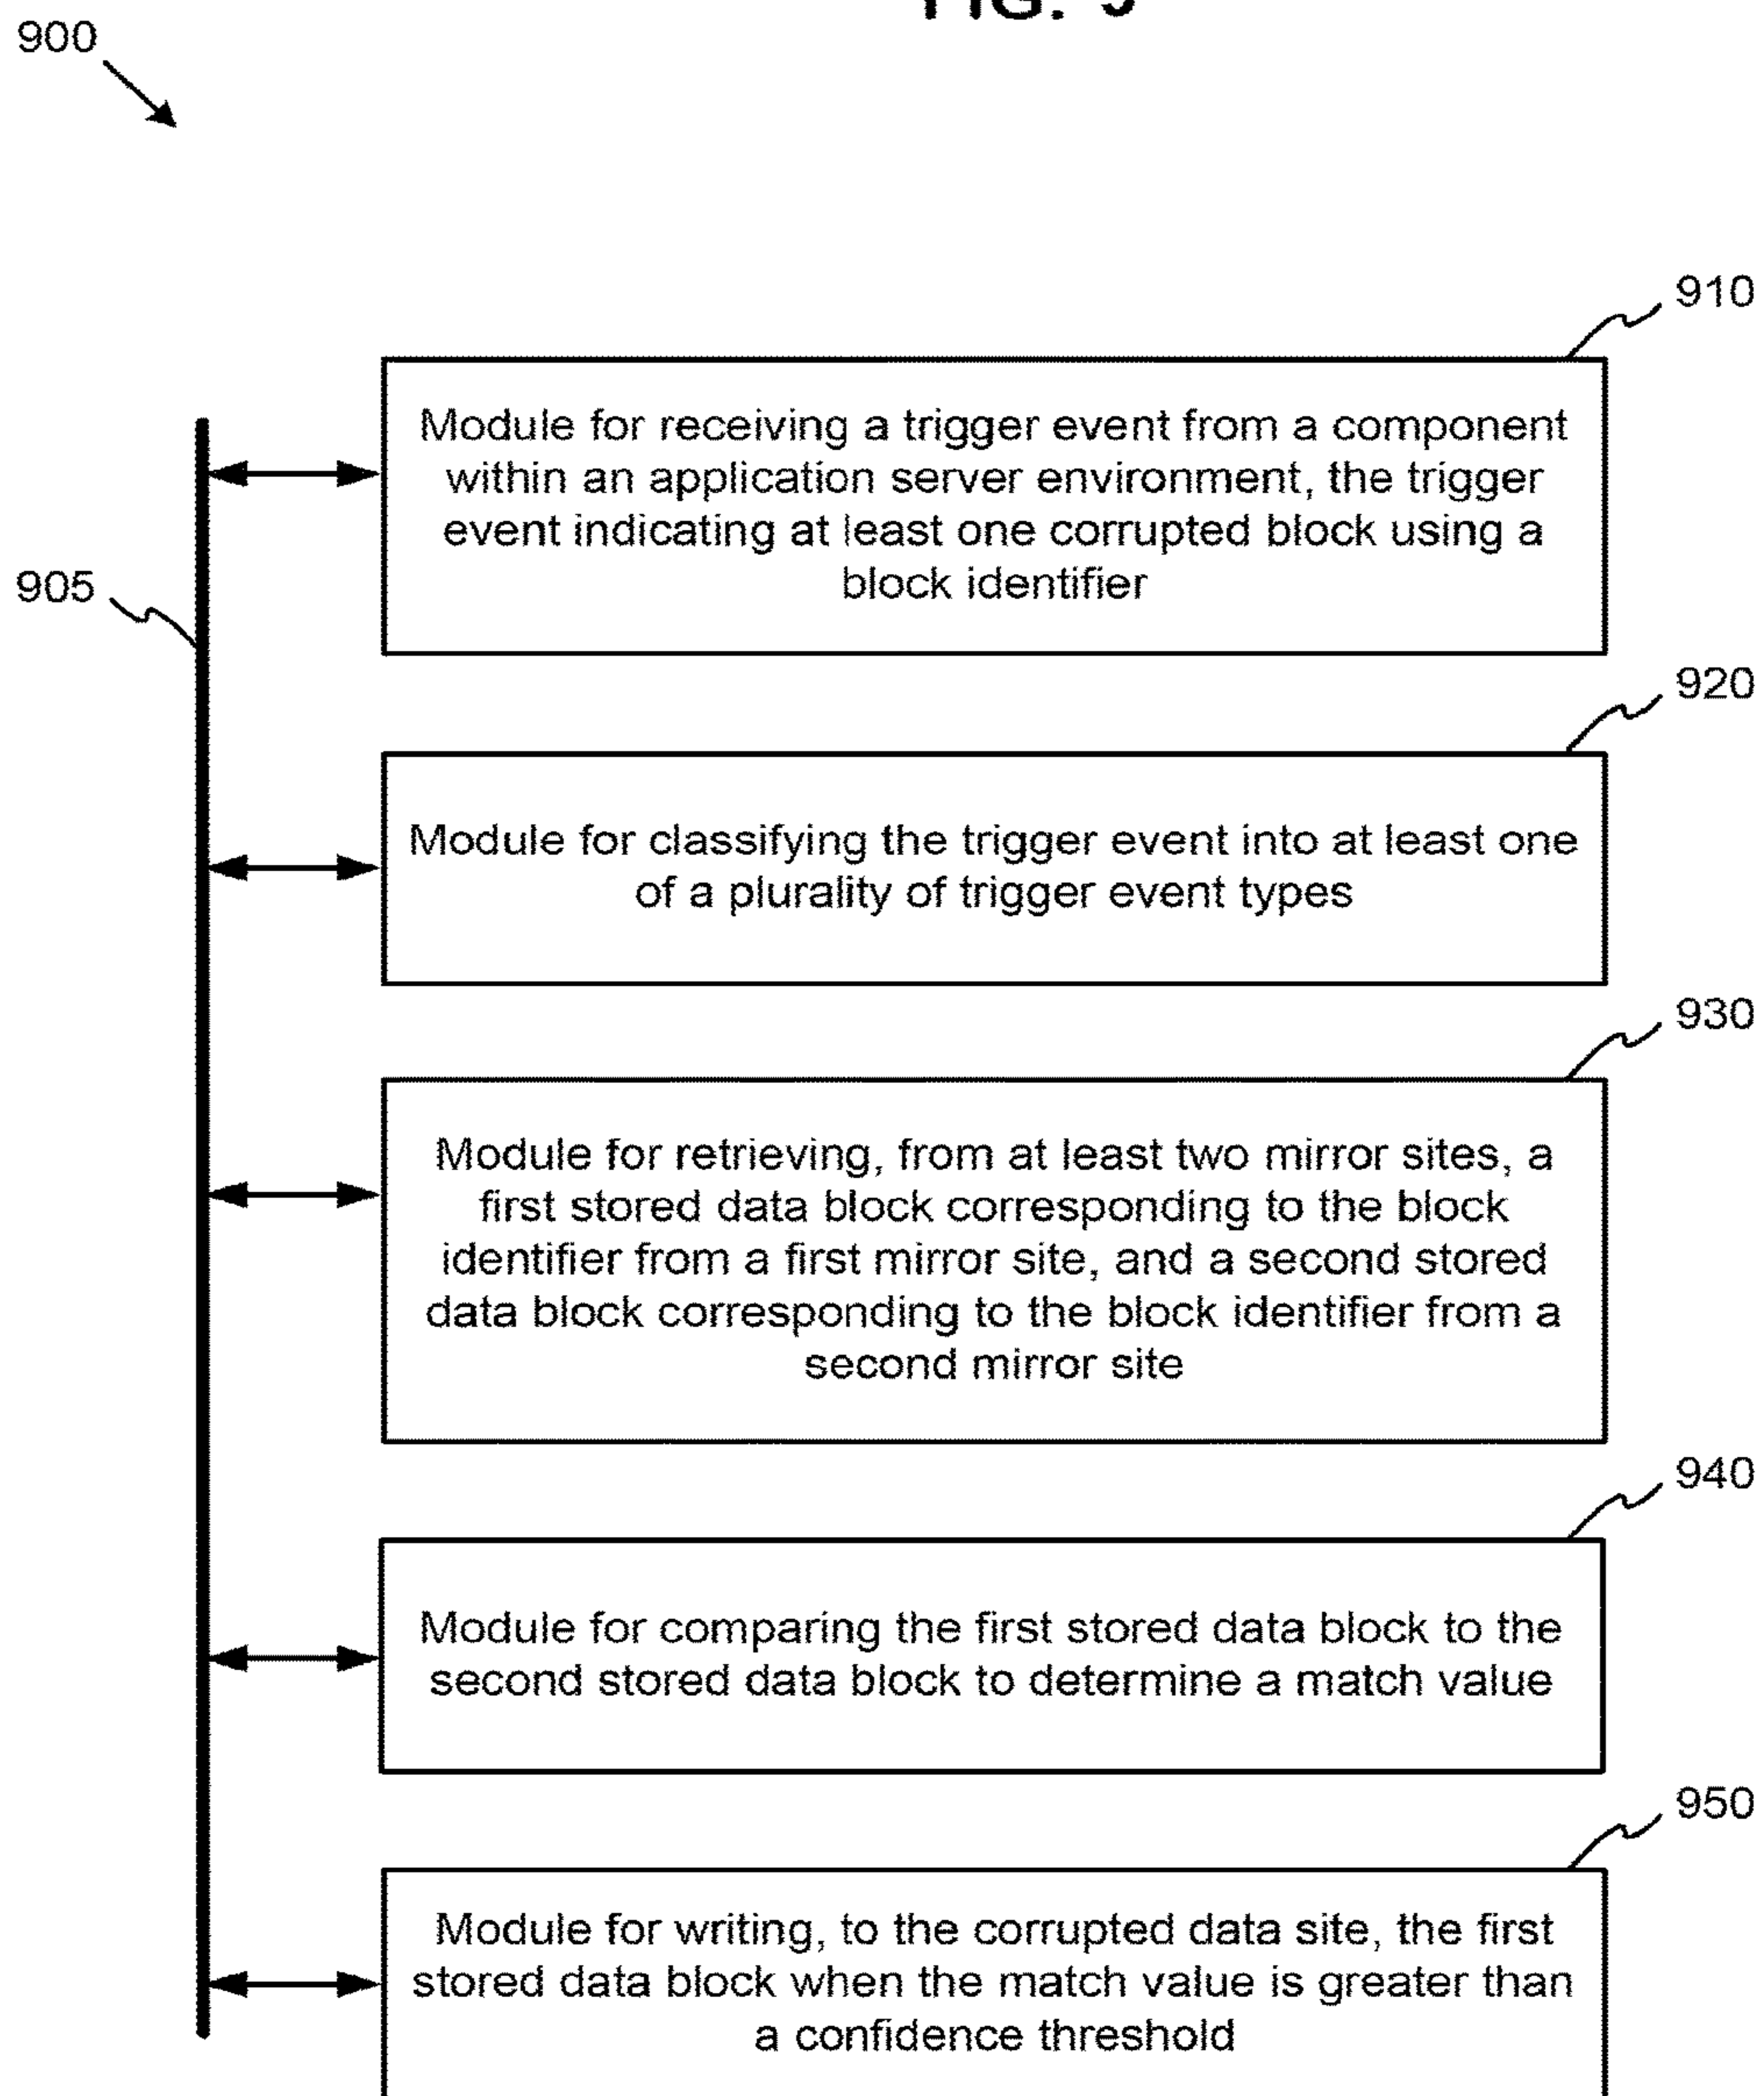 FIG. 9
900
910
Module for receiving a trigger event from a component
within an application server environment, the trigger
event indicating at least one corrupted block using a
block identifier
905
920
Module for classifying the trigger event into at least one
of a plurality of trigger event types
930
Module for retrieving, from at least two mirror sites, a
first stored data block corresponding to the block
identifier from a first mirror site, and a second stored
data block corresponding to the block identifier from a
second mirror site
940
Module for comparing the first stored data block to the
second stored data block to determine a match value
950
Module for writing, to the corrupted data site, the first
stored data block when the match value is greater than
a confidence threshold